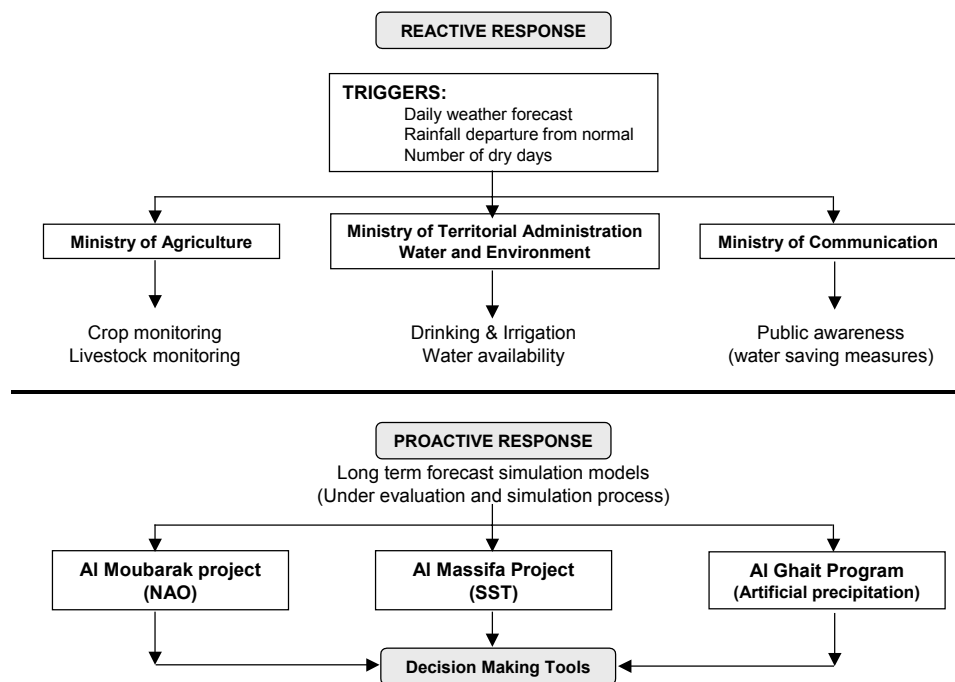 REACTIVE RESPONSE
TRIGGERS:
Daily weather forecast
Rainfall departure from normal
Number of dry days
Ministry of Agriculture
Ministry of Territorial Administration
Water and Environment
Ministry of Communication
Crop monitoring
Livestock monitoring
Drinking & Irrigation
Water availability
Public awareness
(water saving measures)
PROACTIVE RESPONSE
Long term forecast simulation models
(Under evaluation and simulation process)
Al Moubarak project
(NAO)
Al Massifa Project
(SST)
Al Ghait Program
(Artificial precipitation)
Decision Making Tools